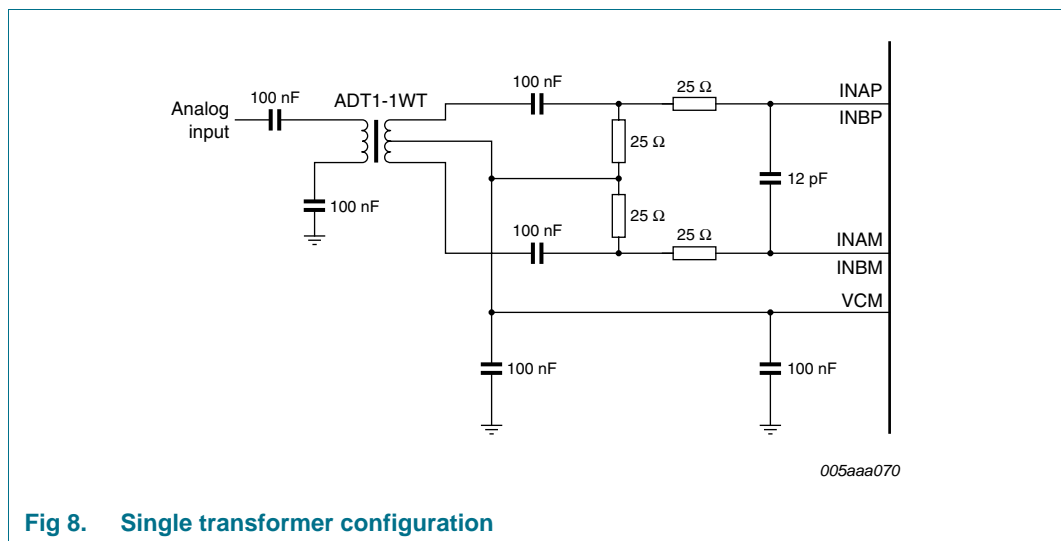 100 nF
ADT1-1WT
100 nF
25 Ω
INAP
Analog
input
INBP
25 Ω
12 pF
100 nF
25 Ω
100 nF
25 Ω
INAM
INBM
VCM
100 nF
100 nF
005aaa070
Fig 8. Single transformer configuration